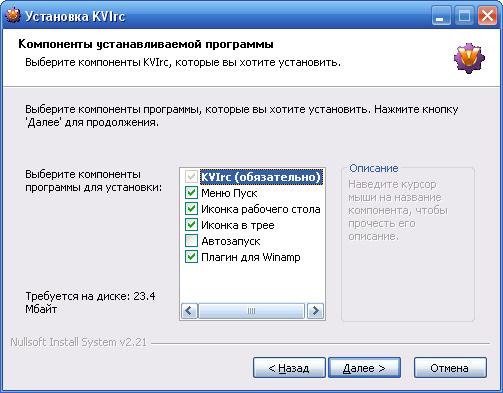 Установка KVIrc
Компоненты устанавливаемой программы
Выберите компоненты KVIrc, которые вы хотите установить.
Выберите компоненты программы, которые вы хотите установить. Нажмите кнопку
'Далее' для продолжения.
Выберите компоненты
программы для установки:
KVIrc (обязательно)
Меню Пуск
Иконка рабочего стола
Иконка в трее
Автозапуск
Плагин для Winamp
Описание
Наведите курсор
мыши на название
компонента, чтобы
прочесть его
описание.
Требуется на диске: 23.4
Мбайт
Nullsoft Install System v2.21
< Назад
Далее >
Отмена